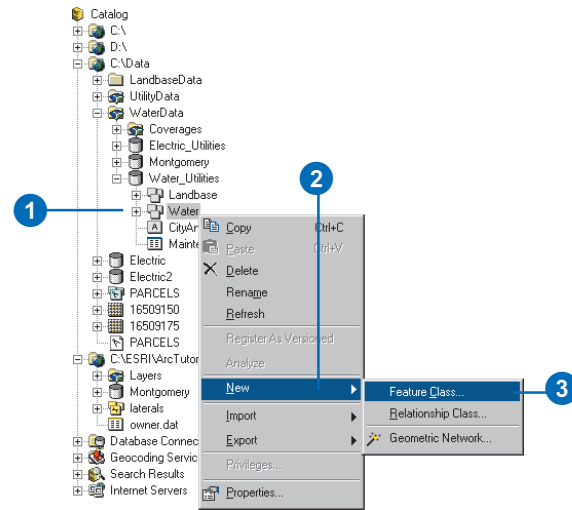 Catalog
C:\
D:\
C:\Data
LandbaseData
UtilityData
WaterData
Coverages
Electric_Utilities
Montgomery
Water_Utilities
Landbase
1
Water
2
A CityAr
Mainte
Electric
Electric2
PARCELS
16509150
16509175
PARCELS
C:\ESRI\ArcTutor
Layers
Montgomery
laterals
owner.dat
Database Connec
Geocoding Servic
Search Results
Internet Servers
Copy Ctrl+C
Paste Ctrl+V
Delete
Rename
Refresh
Register As Versioned
Analyze
New
Import
Export
Privileges...
Properties...
Feature Class... 3
Relationship Class...
Geometric Network...